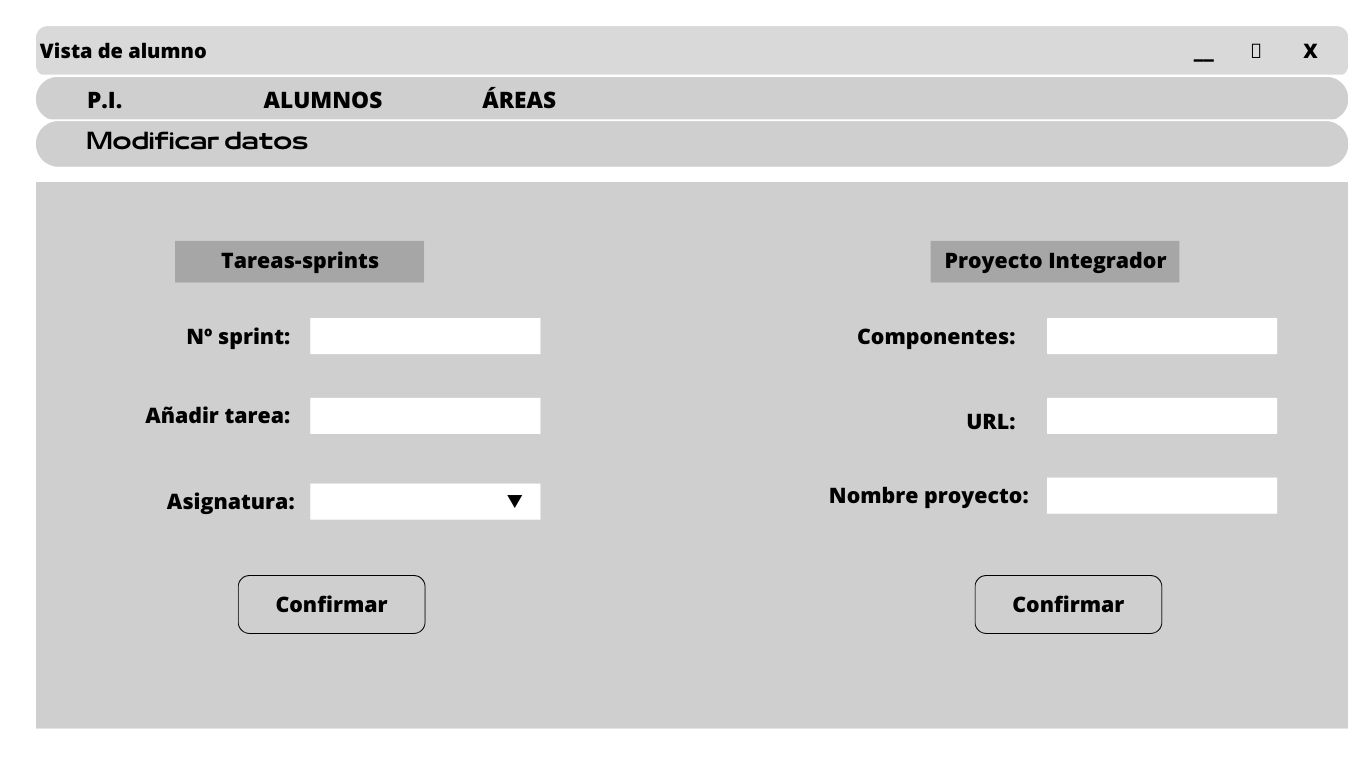 Vista de alumno __ ▯ X
P.I. ALUMNOS ÁREAS
Modificar datos
Tareas-sprints
Nº sprint:
Añadir tarea:
Asignatura: ▼
Confirmar
Proyecto Integrador
Componentes:
URL:
Nombre proyecto:
Confirmar